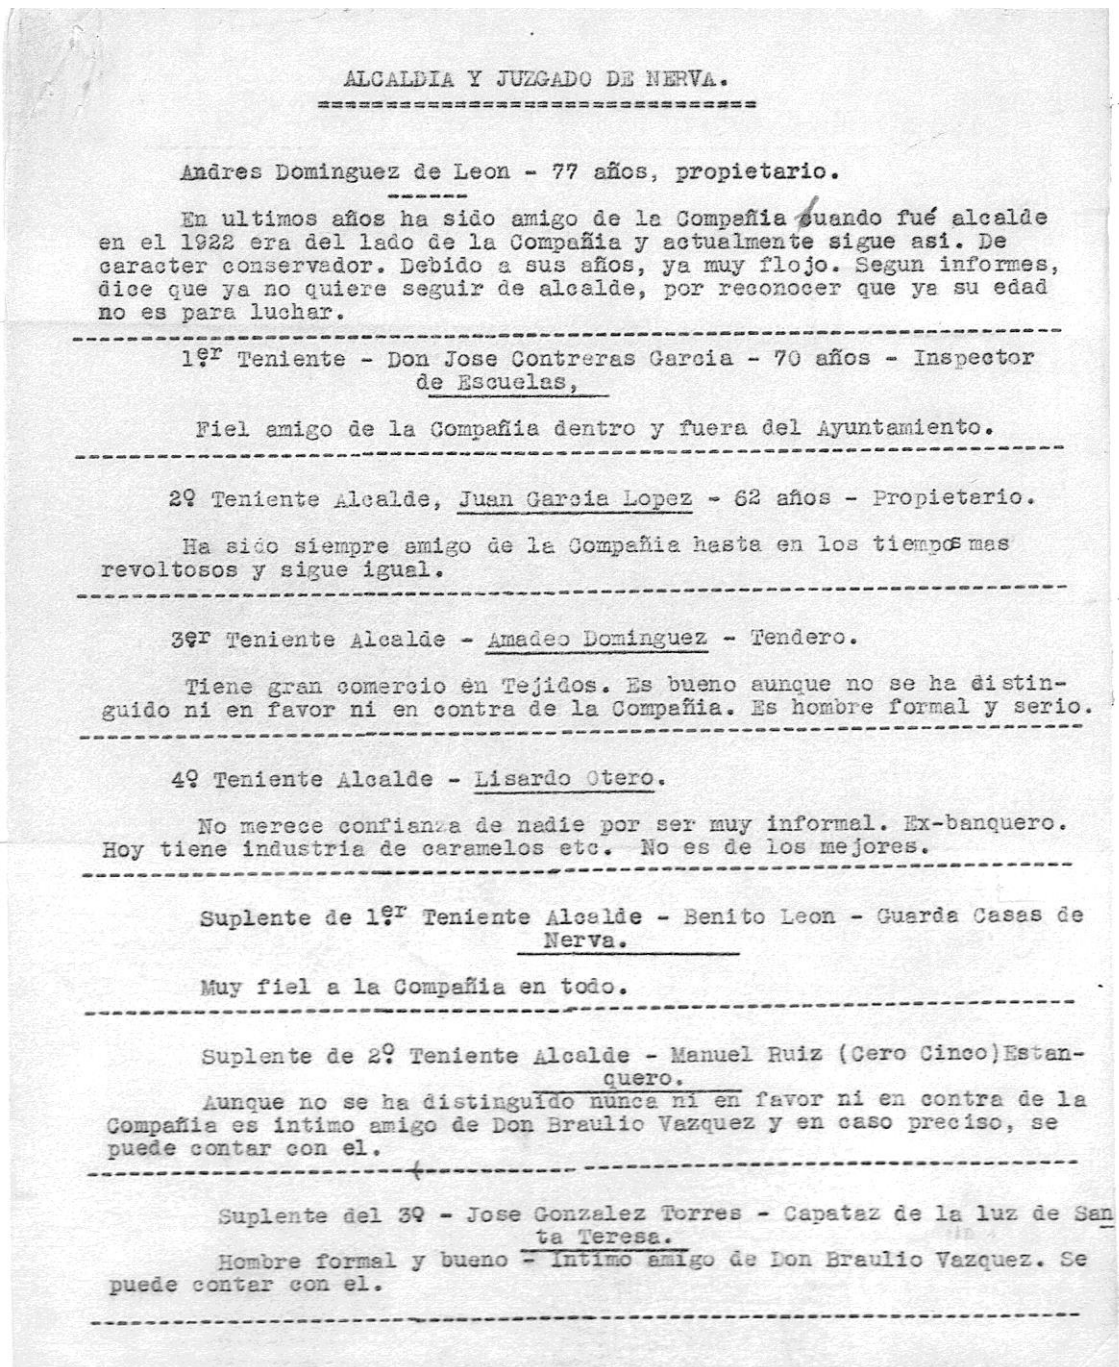 ALCALDIA Y JUZGADO DE NERVA.
================================
Andres Dominguez de Leon - 77 años, propietario.
------
En ultimos años ha sido amigo de la Compañia cuando fué alcalde
en el 1922 era del lado de la Compañia y actualmente sigue asi. De
caracter conservador. Debido a sus años, ya muy flojo. Segun informes,
dice que ya no quiere seguir de alcalde, por reconocer que ya su edad
no es para luchar.
1er Teniente - Don Jose Contreras Garcia - 70 años - Inspector
de Escuelas,
Fiel amigo de la Compañia dentro y fuera del Ayuntamiento.
2º Teniente Alcalde, Juan Garcia Lopez - 62 años - Propietario.
Ha sido siempre amigo de la Compañia hasta en los tiempos mas
revoltosos y sigue igual.
3er Teniente Alcalde - Amadeo Dominguez - Tendero.
Tiene gran comercio en Tejidos. Es bueno aunque no se ha distin-
guido ni en favor ni en contra de la Compañia. Es hombre formal y serio.
4º Teniente Alcalde - Lisardo Otero.
No merece confianza de nadie por ser muy informal. Ex-banquero.
Hoy tiene industria de caramelos etc. No es de los mejores.
Suplente de 1er Teniente Alcalde - Benito Leon - Guarda Casas de
Nerva.
Muy fiel a la Compañia en todo.
Suplente de 2º Teniente Alcalde - Manuel Ruiz (Cero Cinco)Estan-
quero.
Aunque no se ha distinguido nunca ni en favor ni en contra de la
Compañia es intimo amigo de Don Braulio Vazquez y en caso preciso, se
puede contar con el.
Suplente del 3º - Jose Gonzalez Torres - Capataz de la luz de San
ta Teresa.
Hombre formal y bueno - Intimo amigo de Don Braulio Vazquez. Se
puede contar con el.